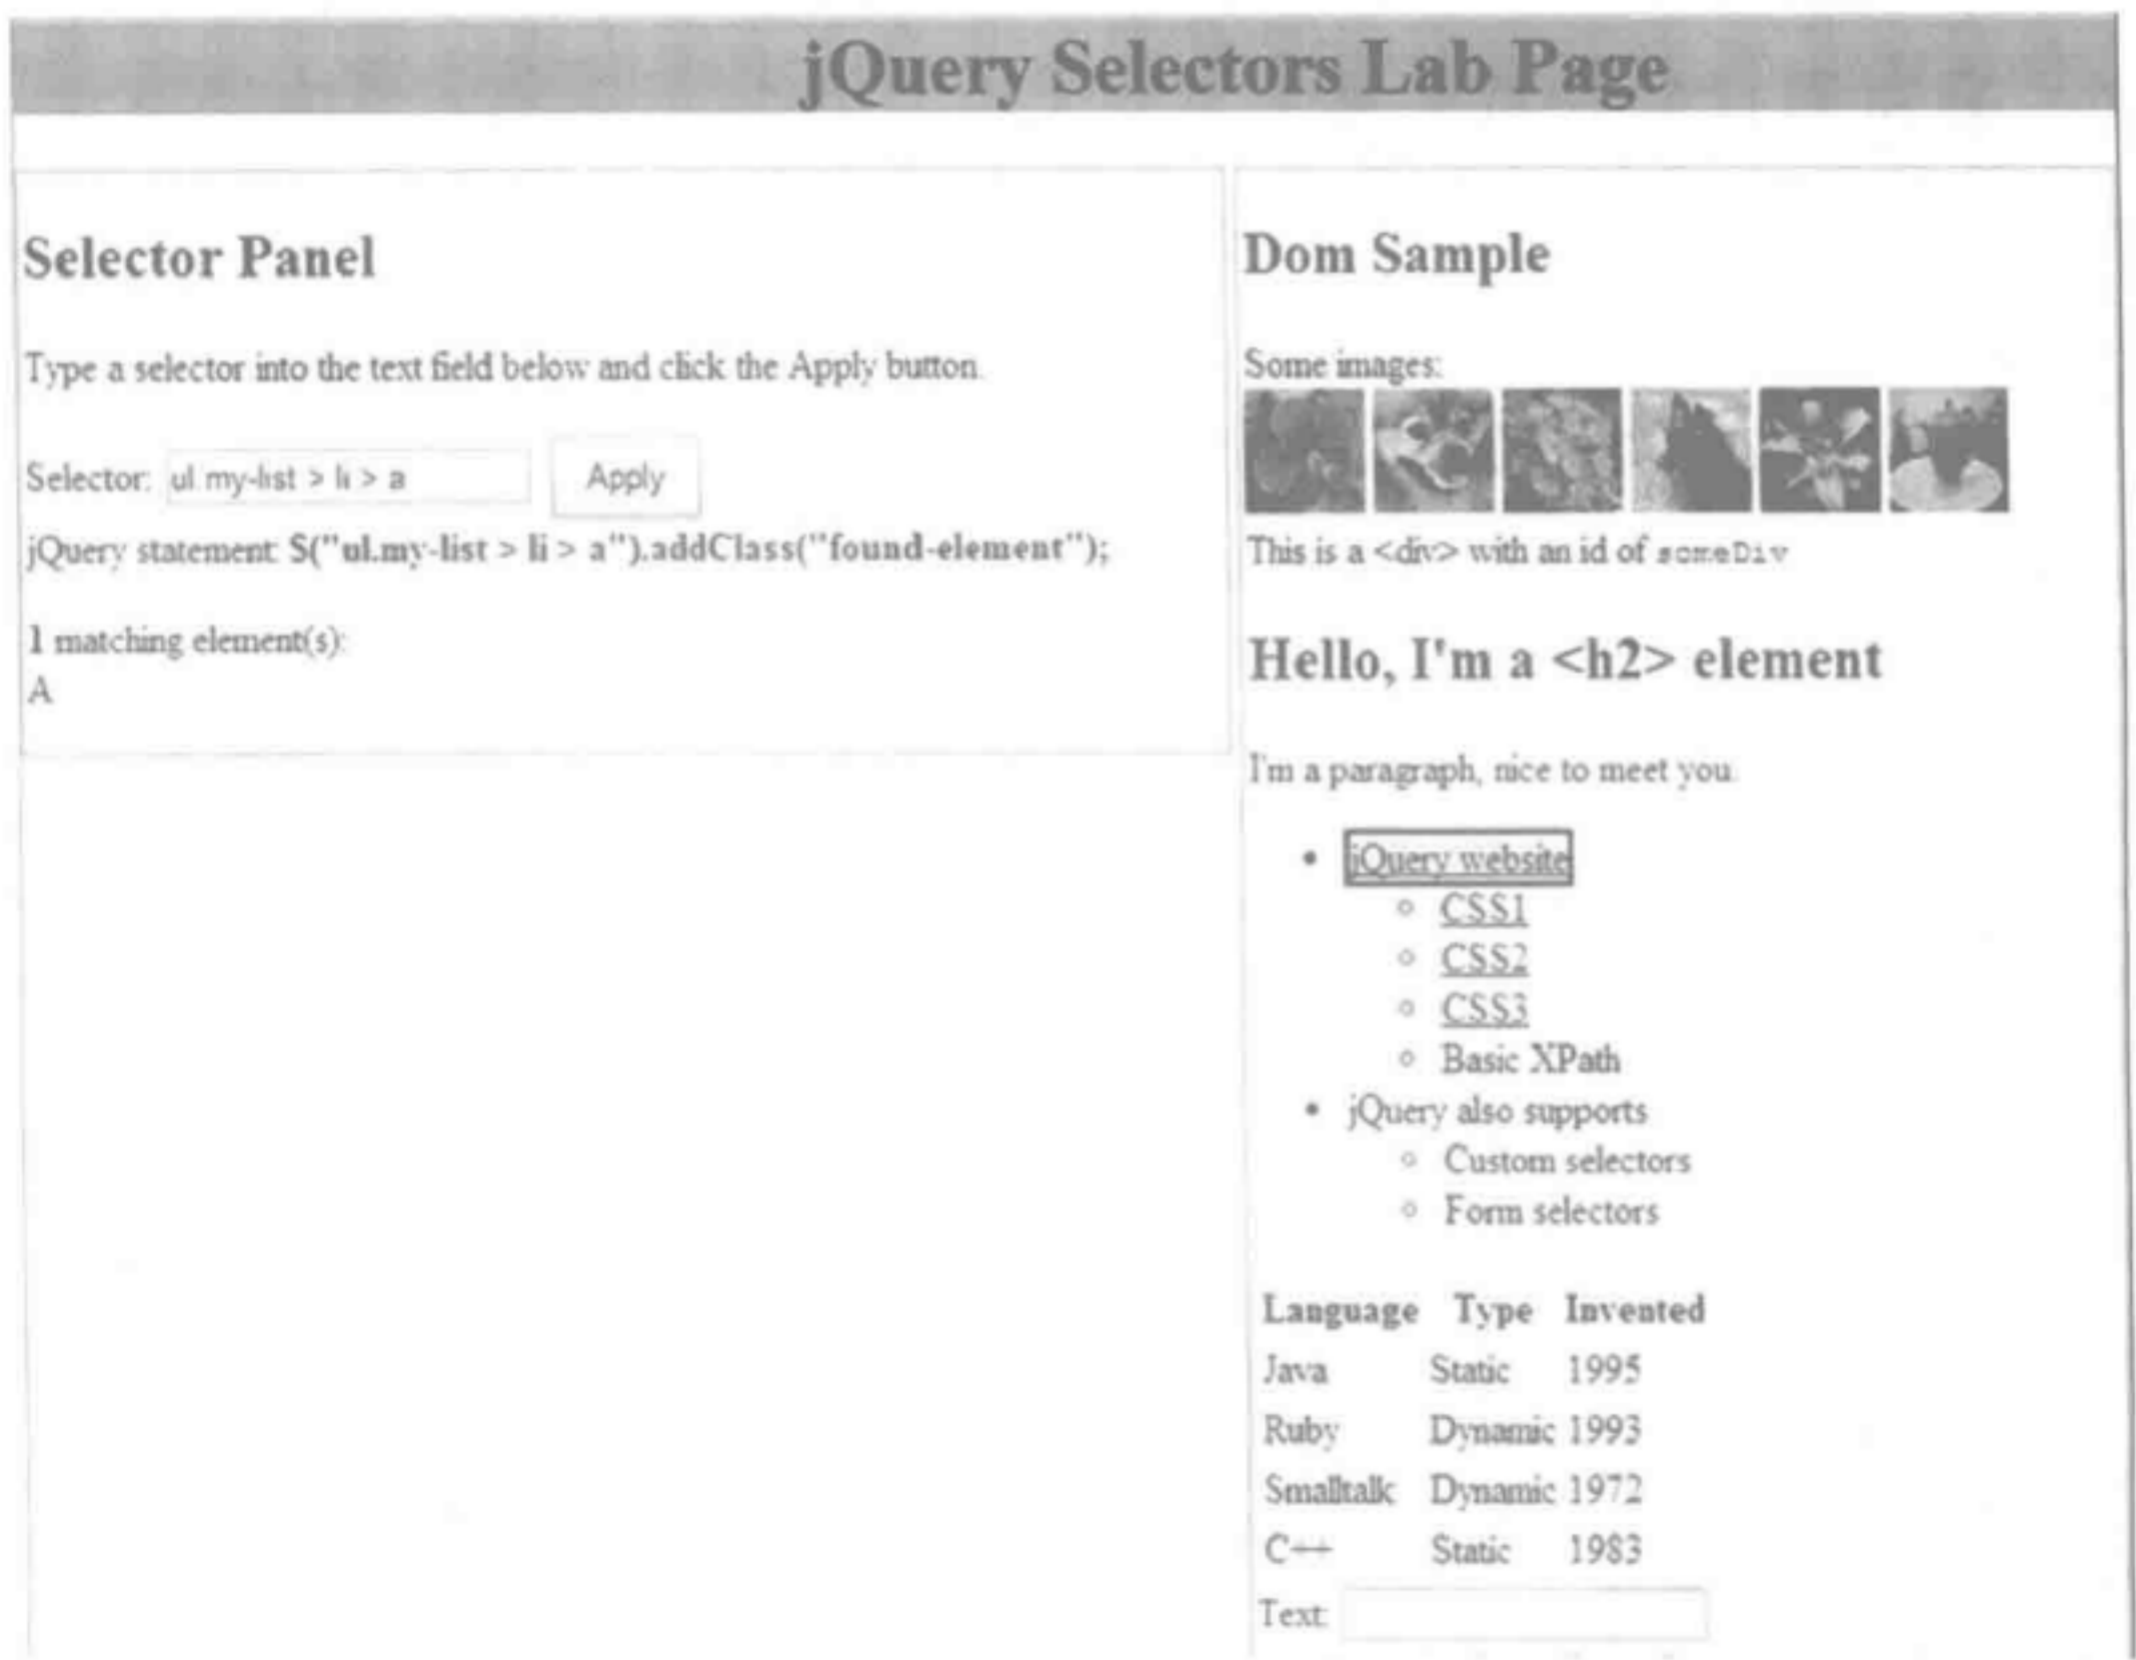 jQuery Selectors Lab Page
Selector Panel
Type a selector into the text field below and click the Apply button.
Selector: ul.my-list > li > a Apply
jQuery statement: S("ul.my-list > li > a").addClass("found-element");
1 matching element(s):
A
Dom Sample
Some images:
This is a <div> with an id of someDiv
Hello, I'm a <h2> element
I'm a paragraph, nice to meet you.
• jQuery website
◦ CSS1
◦ CSS2
◦ CSS3
◦ Basic XPath
• jQuery also supports
◦ Custom selectors
◦ Form selectors
Language Type Invented
Java Static 1995
Ruby Dynamic 1993
Smalltalk Dynamic 1972
C++ Static 1983
Text: